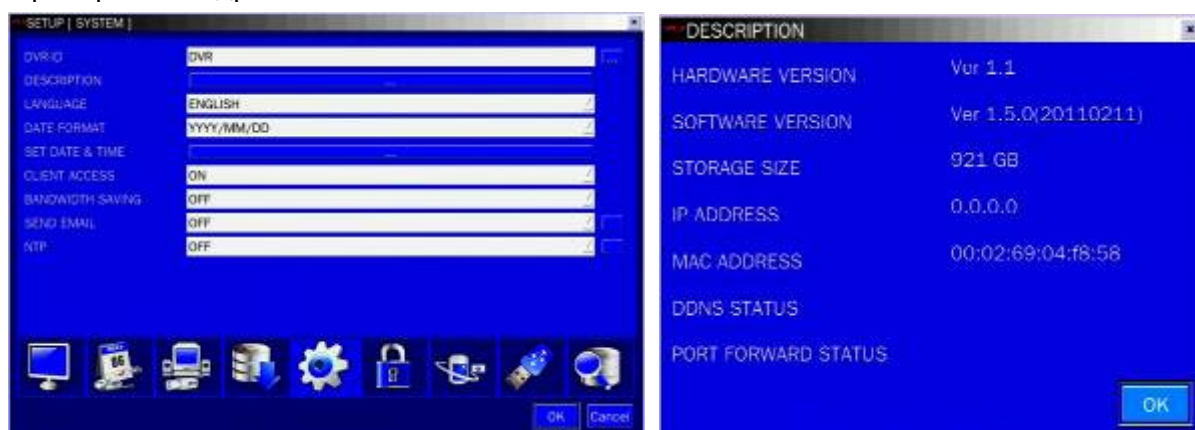 SETUP [ SYSTEM ]
DVR-ID DVR ...
DESCRIPTION ...
LANGUAGE ENGLISH
DATE FORMAT YYYY/MM/DD
SET DATE & TIME ...
CLIENT ACCESS ON
BANDWIDTH SAVING OFF
SEND EMAIL OFF
NTP OFF
OK Cancel
DESCRIPTION
HARDWARE VERSION Ver 1.1
SOFTWARE VERSION Ver 1.5.0(20110211)
STORAGE SIZE 921 GB
IP ADDRESS 0.0.0.0
MAC ADDRESS 00:02:69:04:f8:58
DDNS STATUS
PORT FORWARD STATUS
OK